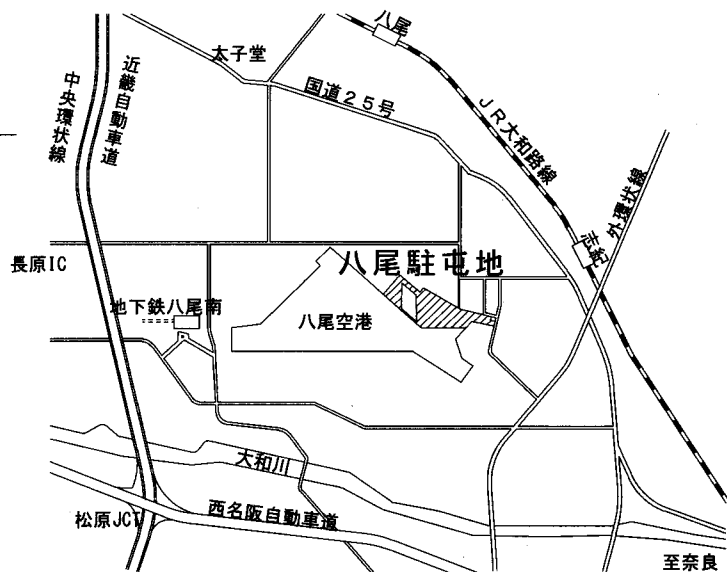 八尾
太子堂
国道25号
近畿自動車道
中央環状線
JR大和路線
外環状線
志紀
長原IC
八尾駐屯地
地下鉄八尾南
八尾空港
大和川
西名阪自動車道
松原JCT
至奈良